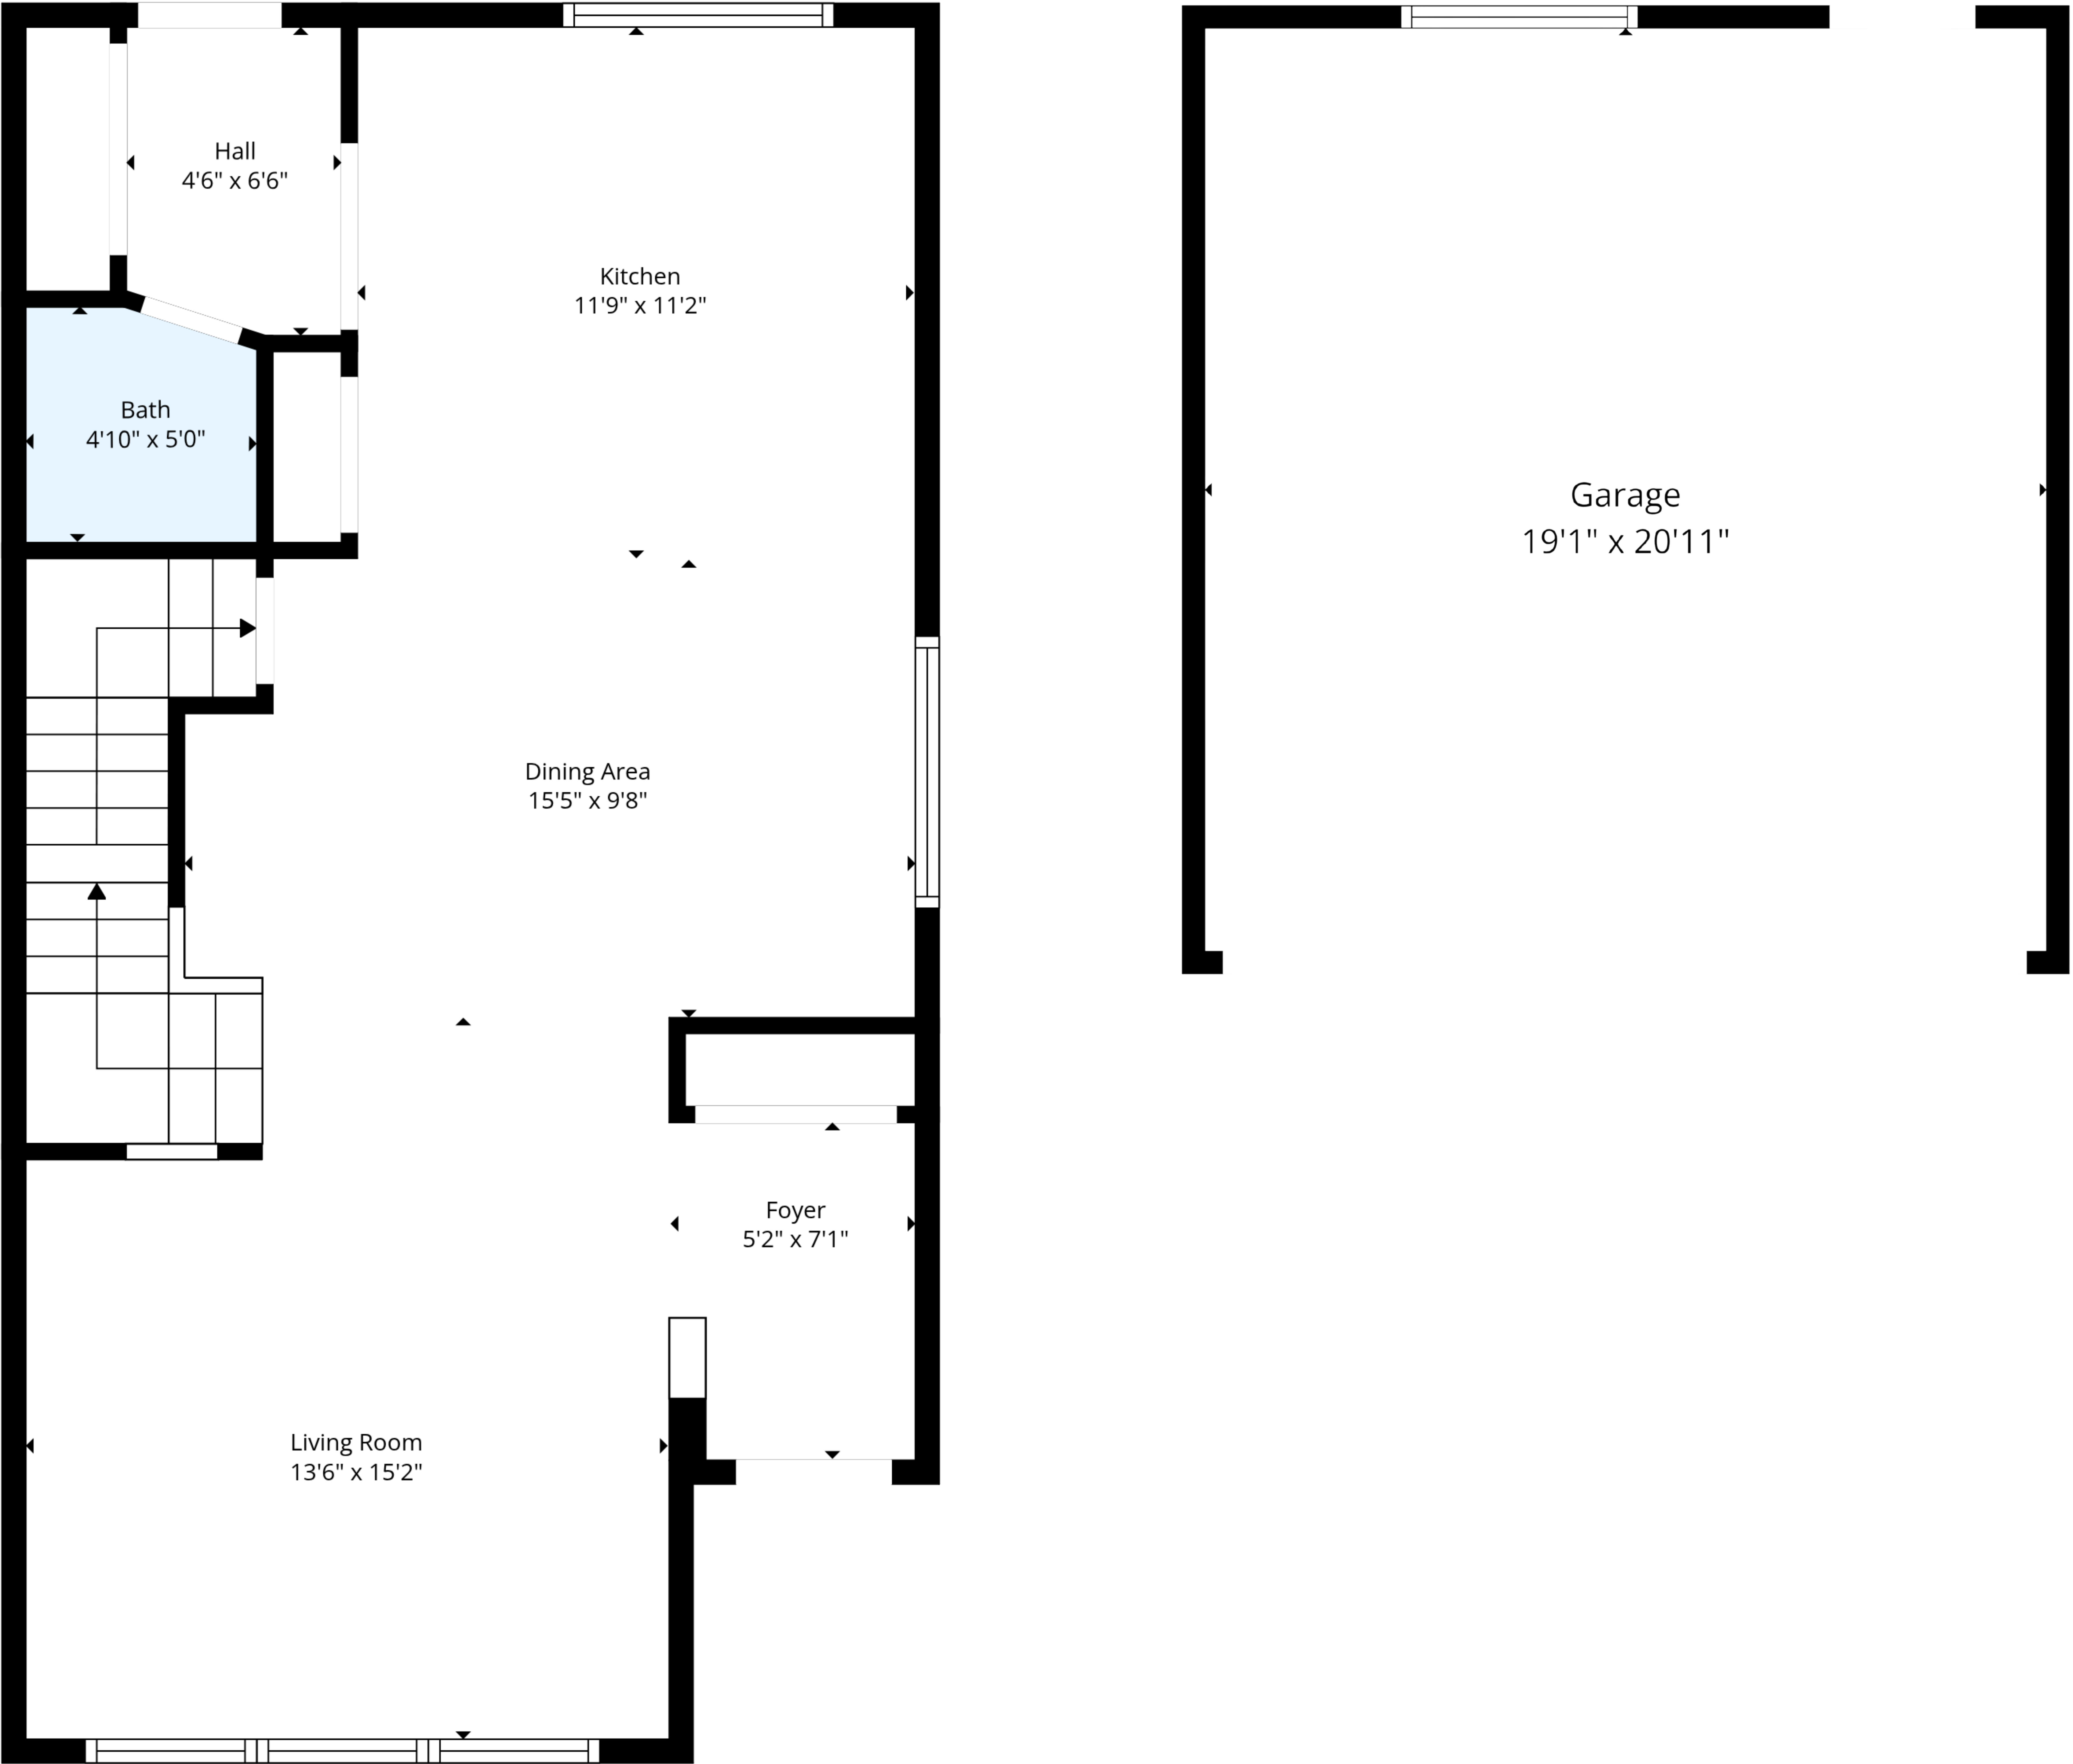 Hall
4'6" x 6'6"
Kitchen
11'9" x 11'2"
Bath
4'10" x 5'0"
Garage
19'1" x 20'11"
Dining Area
15'5" x 9'8"
Foyer
5'2" x 7'1"
Living Room
13'6" x 15'2"